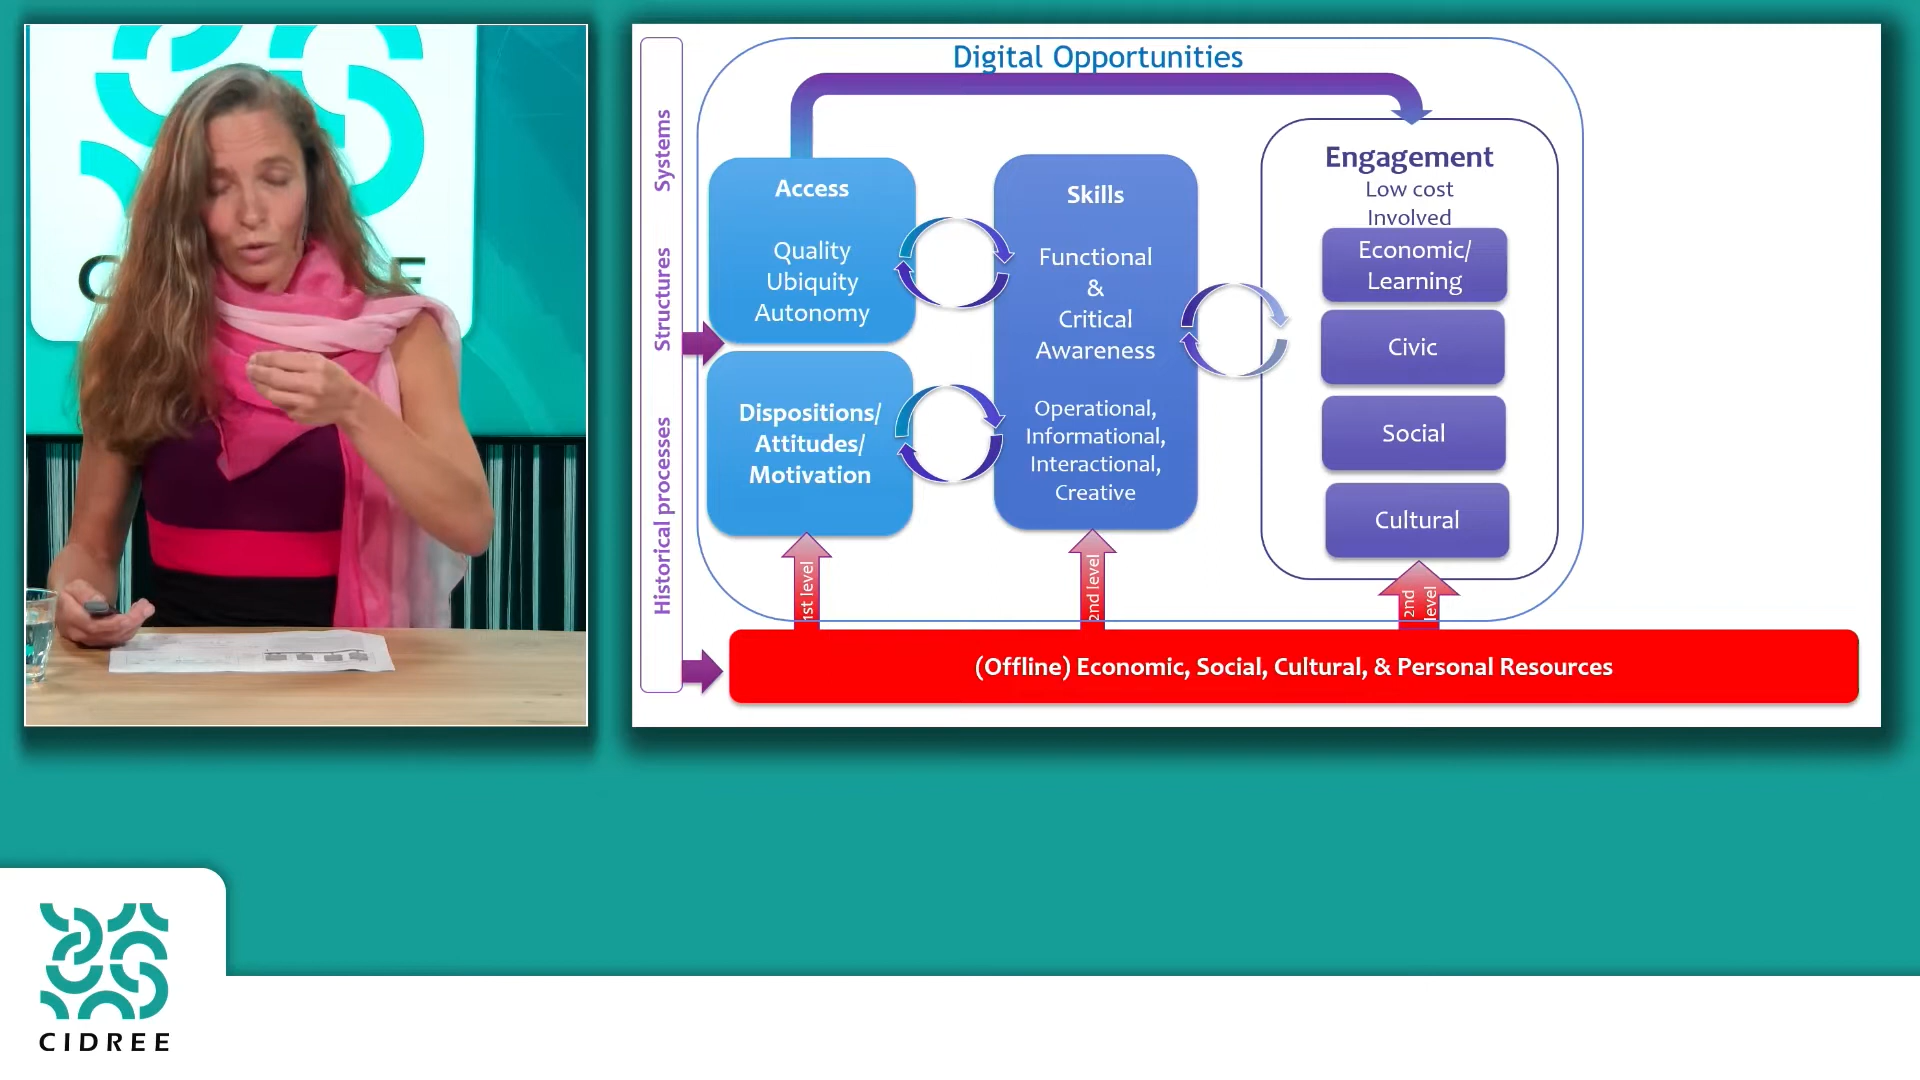 Digital Opportunities
Systems
Structures
Historical processes
Access
Quality
Ubiquity
Autonomy
Dispositions/
Attitudes/
Motivation
Skills
Functional
&
Critical
Awareness
Operational,
Informational,
Interactional,
Creative
Engagement
Low cost
Involved
Economic/
Learning
Civic
Social
Cultural
1st level
2nd level
2nd
level
(Offline) Economic, Social, Cultural, & Personal Resources
CIDREE